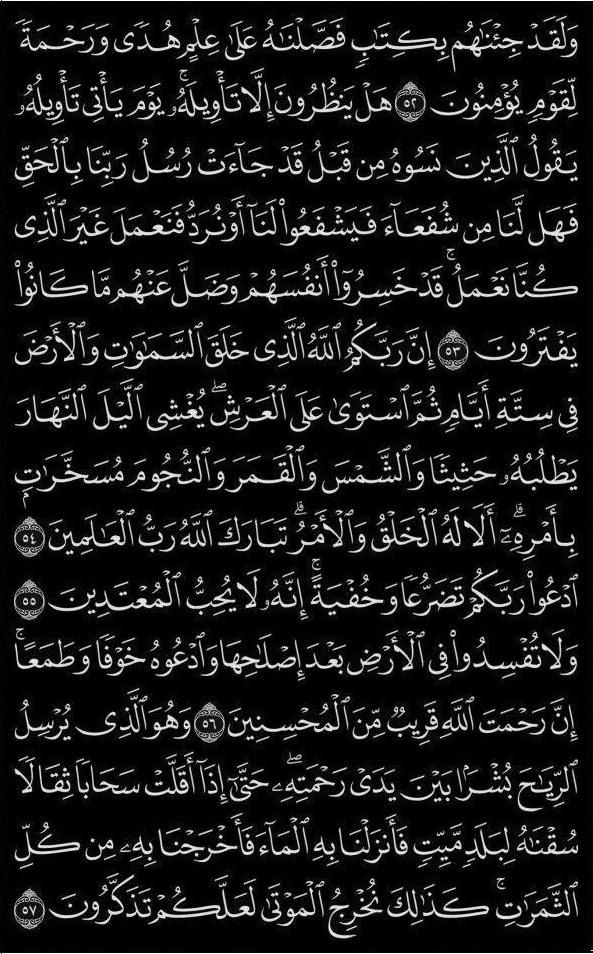 وَلَقَدْ جِئْنَٰهُم بِكِتَٰبٍ فَصَّلْنَٰهُ عَلَىٰ عِلْمٍ هُدًى وَرَحْمَةً
لِّقَوْمٍ يُؤْمِنُونَ ٥٢ هَلْ يَنظُرُونَ إِلَّا تَأْوِيلَهُۥۚ يَوْمَ يَأْتِى تَأْوِيلُهُۥ
يَقُولُ ٱلَّذِينَ نَسُوهُ مِن قَبْلُ قَدْ جَآءَتْ رُسُلُ رَبِّنَا بِٱلْحَقِّ
فَهَل لَّنَا مِن شُفَعَآءَ فَيَشْفَعُوا۟ لَنَآ أَوْ نُرَدُّ فَنَعْمَلَ غَيْرَ ٱلَّذِى
كُنَّا نَعْمَلُۚ قَدْ خَسِرُوٓا۟ أَنفُسَهُمْ وَضَلَّ عَنْهُم مَّا كَانُوا۟
يَفْتَرُونَ ٥٣ إِنَّ رَبَّكُمُ ٱللَّهُ ٱلَّذِى خَلَقَ ٱلسَّمَٰوَٰتِ وَٱلْأَرْضَ
فِى سِتَّةِ أَيَّامٍ ثُمَّ ٱسْتَوَىٰ عَلَى ٱلْعَرْشِۖ يُغْشِى ٱلَّيْلَ ٱلنَّهَارَ
يَطْلُبُهُۥ حَثِيثًا وَٱلشَّمْسَ وَٱلْقَمَرَ وَٱلنُّجُومَ مُسَخَّرَٰتٍۭ
بِأَمْرِهِۦٓۗ أَلَا لَهُ ٱلْخَلْقُ وَٱلْأَمْرُۗ تَبَارَكَ ٱللَّهُ رَبُّ ٱلْعَٰلَمِينَ ٥٤
ٱدْعُوا۟ رَبَّكُمْ تَضَرُّعًا وَخُفْيَةًۚ إِنَّهُۥ لَا يُحِبُّ ٱلْمُعْتَدِينَ ٥٥
وَلَا تُفْسِدُوا۟ فِى ٱلْأَرْضِ بَعْدَ إِصْلَٰحِهَا وَٱدْعُوهُ خَوْفًا وَطَمَعًاۚ
إِنَّ رَحْمَتَ ٱللَّهِ قَرِيبٌ مِّنَ ٱلْمُحْسِنِينَ ٥٦ وَهُوَ ٱلَّذِى يُرْسِلُ
ٱلرِّيَٰحَ بُشْرًۢا بَيْنَ يَدَىْ رَحْمَتِهِۦۖ حَتَّىٰٓ إِذَآ أَقَلَّتْ سَحَابًا ثِقَالًا
سُقْنَٰهُ لِبَلَدٍ مَّيِّتٍ فَأَنزَلْنَا بِهِ ٱلْمَآءَ فَأَخْرَجْنَا بِهِۦ مِن كُلِّ
ٱلثَّمَرَٰتِۚ كَذَٰلِكَ نُخْرِجُ ٱلْمَوْتَىٰ لَعَلَّكُمْ تَذَكَّرُونَ ٥٧